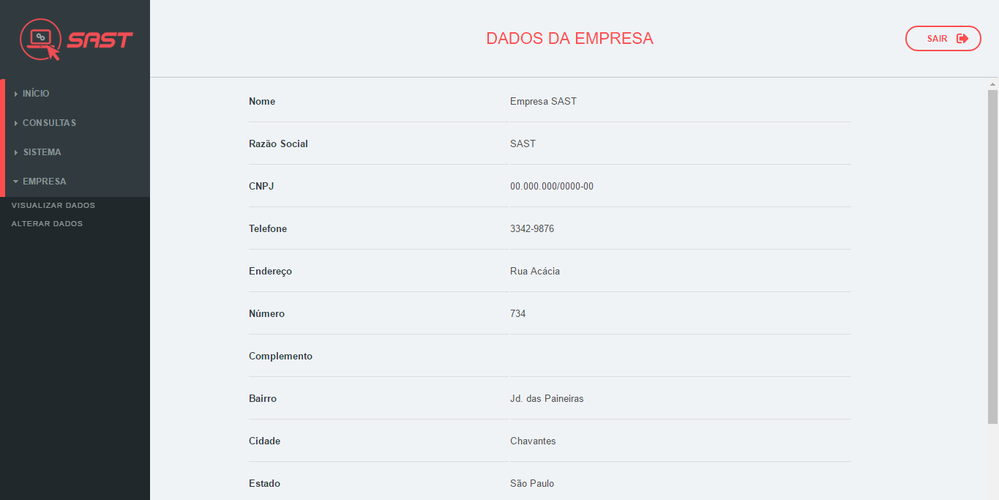 SAST
DADOS DA EMPRESA
SAIR
INÍCIO
CONSULTAS
SISTEMA
EMPRESA
VISUALIZAR DADOS
ALTERAR DADOS
Nome Empresa SAST
Razão Social SAST
CNPJ 00.000.000/0000-00
Telefone 3342-9876
Endereço Rua Acácia
Número 734
Complemento
Bairro Jd. das Paineiras
Cidade Chavantes
Estado São Paulo